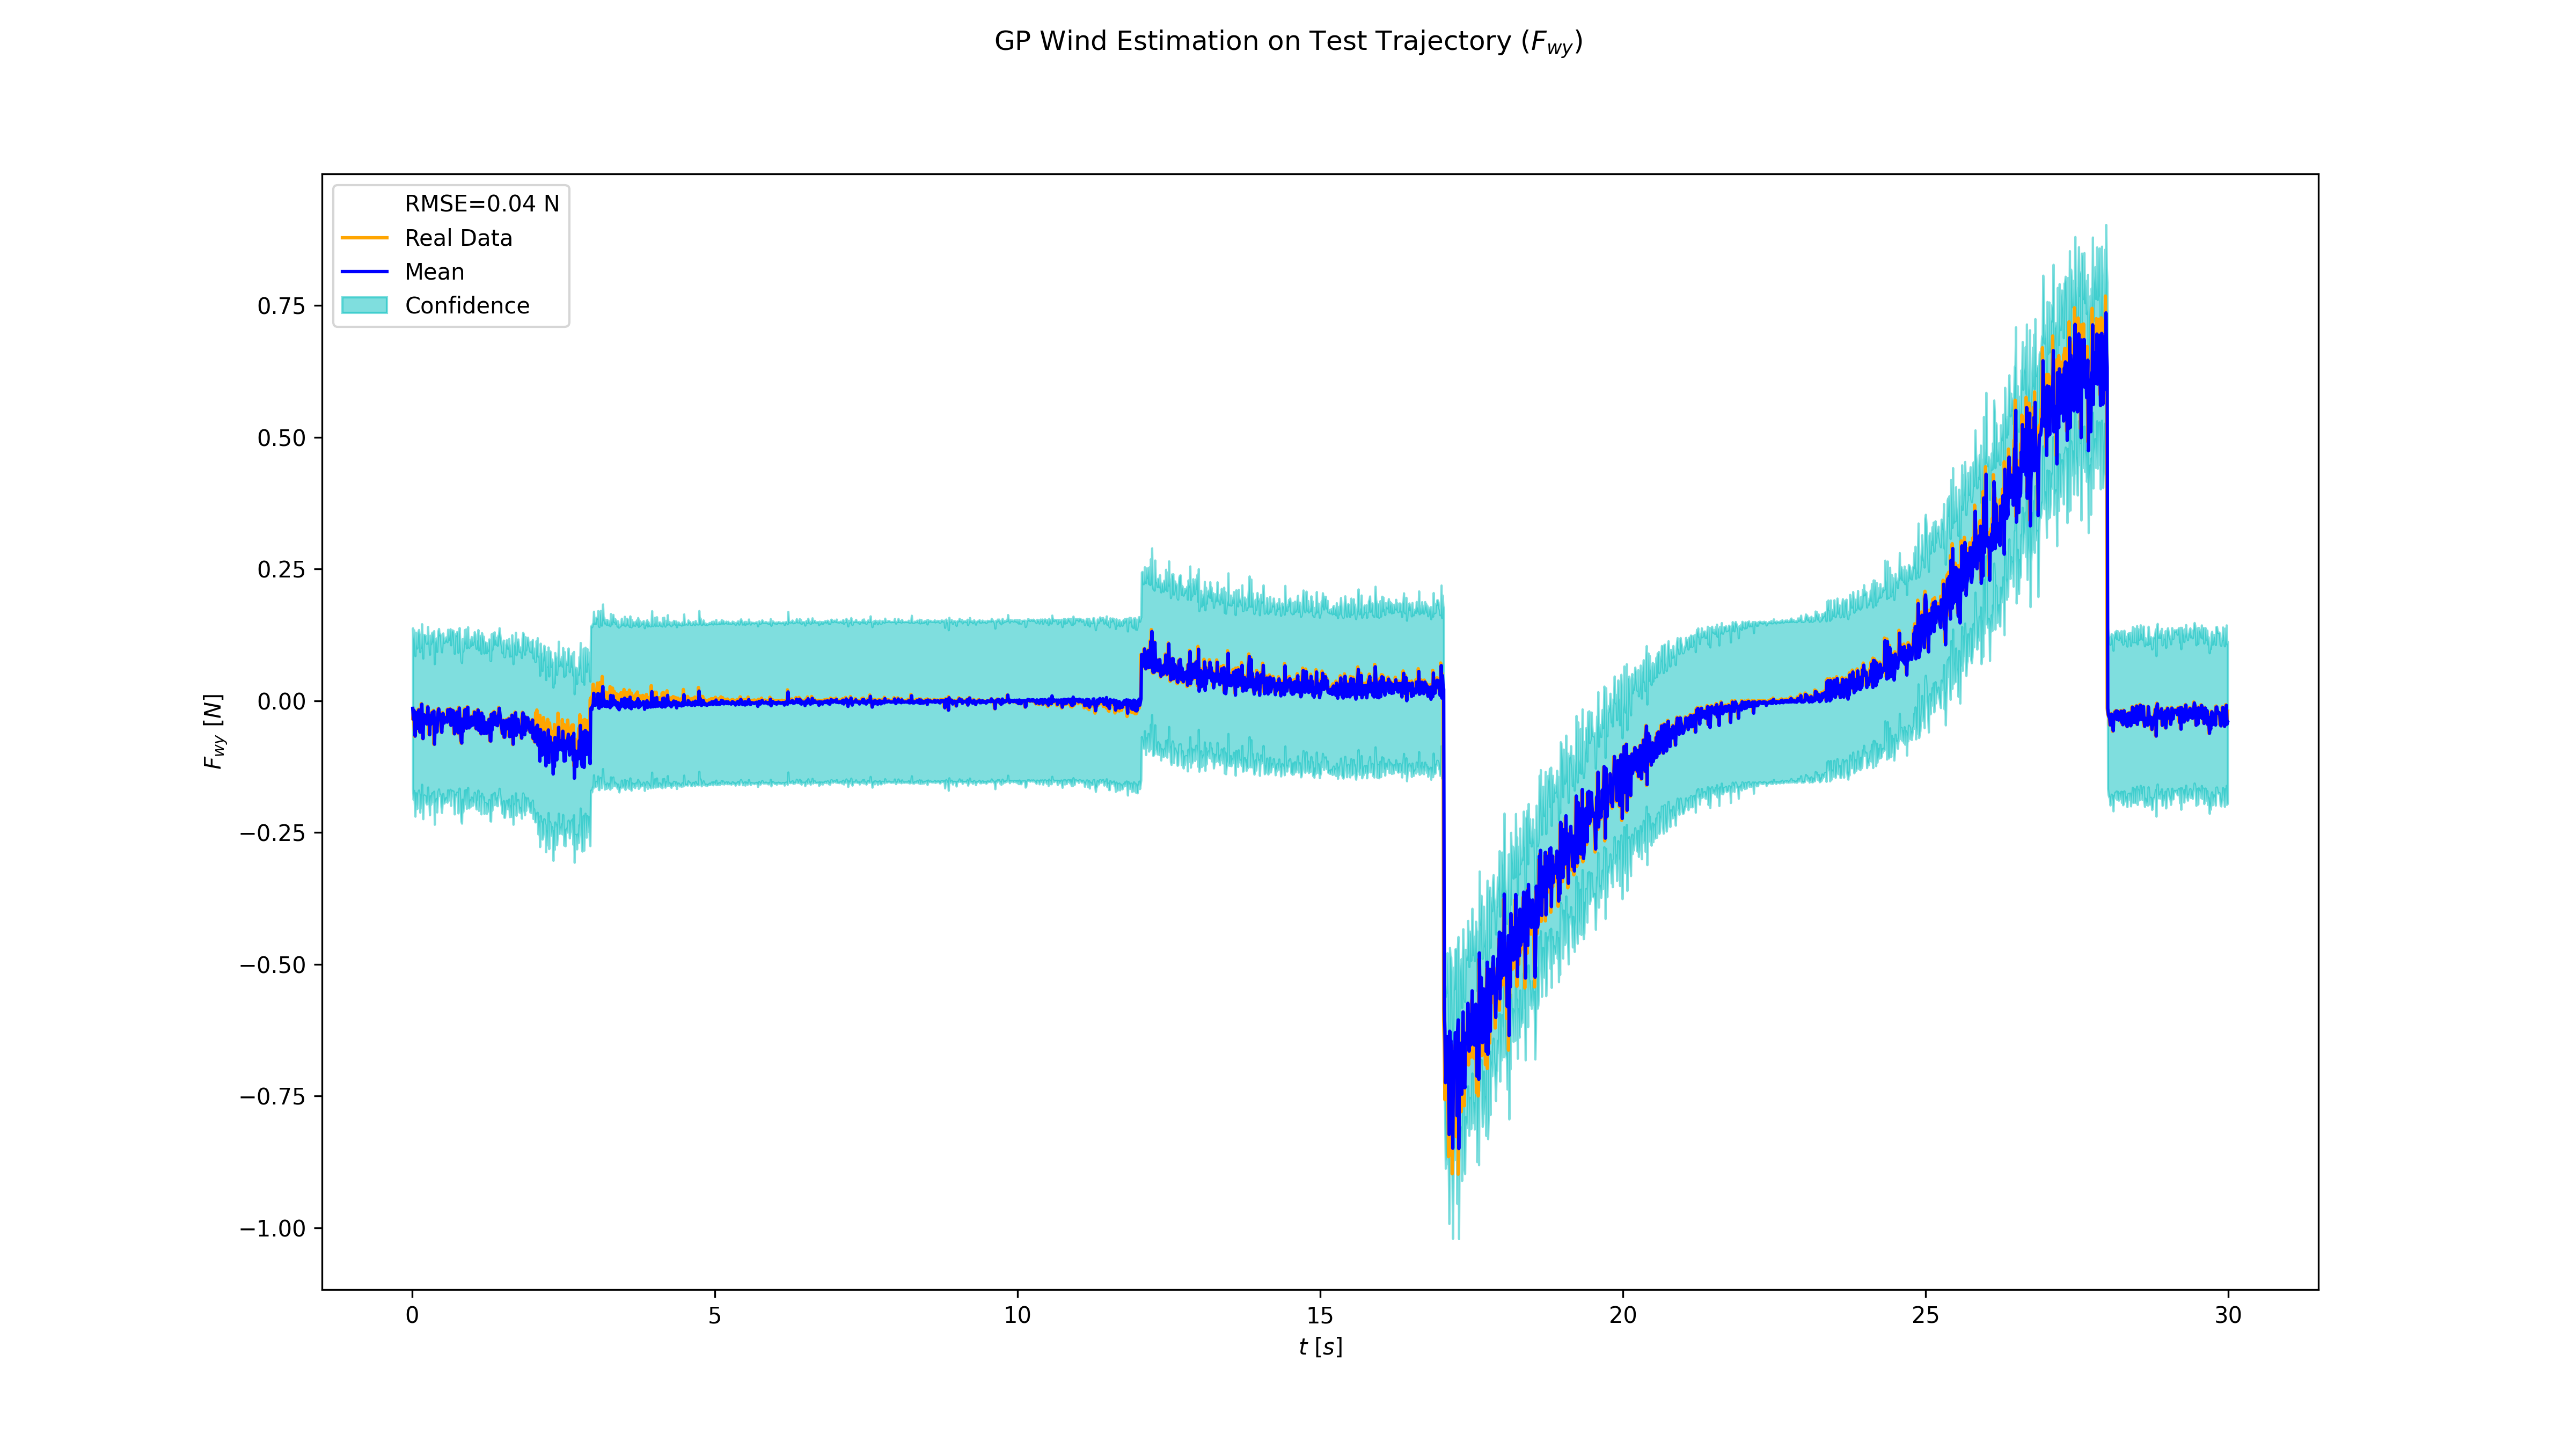 GP Wind Estimation on Test Trajectory (F_wy)
RMSE=0.04 N
Real Data
Mean
Confidence
0.75
0.50
0.25
0.00
−0.25
−0.50
−0.75
−1.00
F_wy [N]
0 5 10 15 20 25 30
t [s]